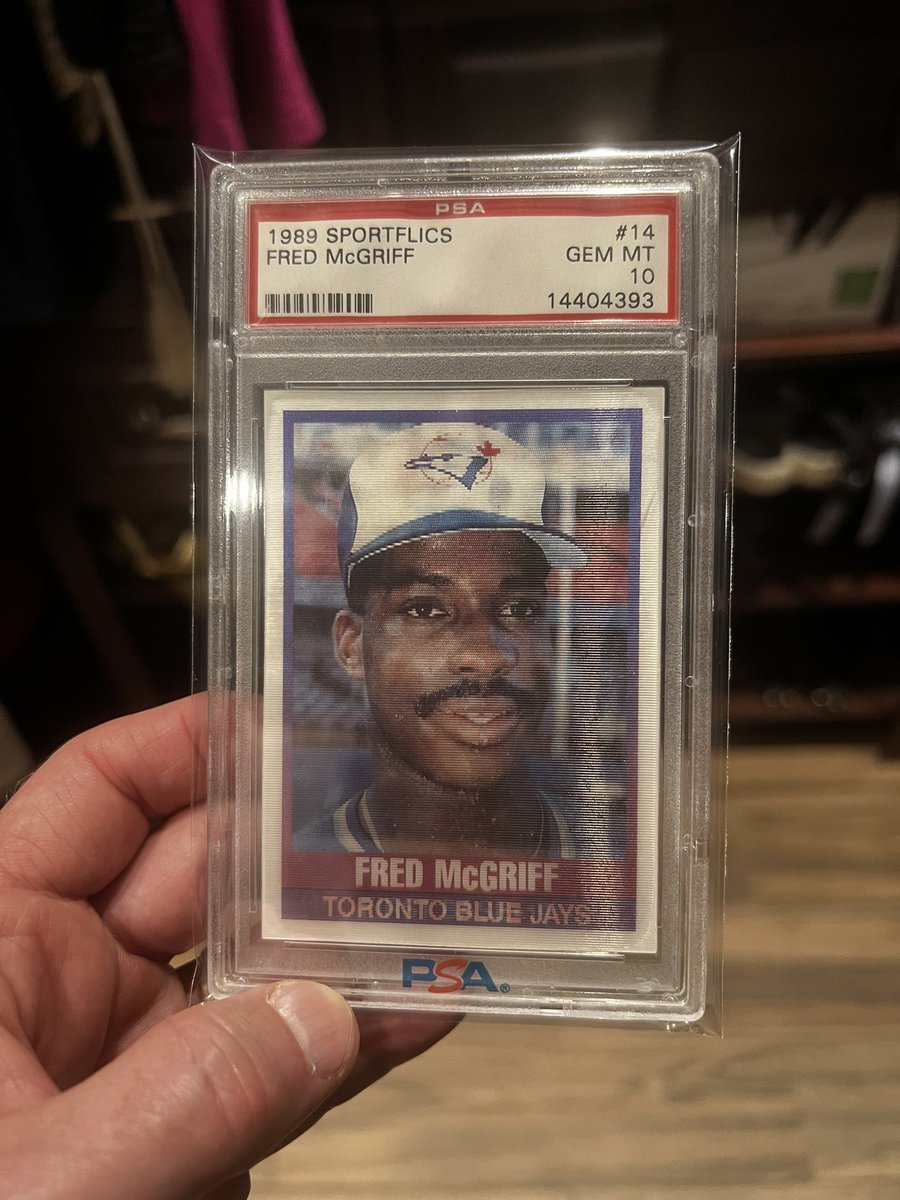 PSA
1989 SPORTFLICS #14
FRED McGRIFF GEM MT
10
14404393
FRED McGRIFF
TORONTO BLUE JAYS
PSA®